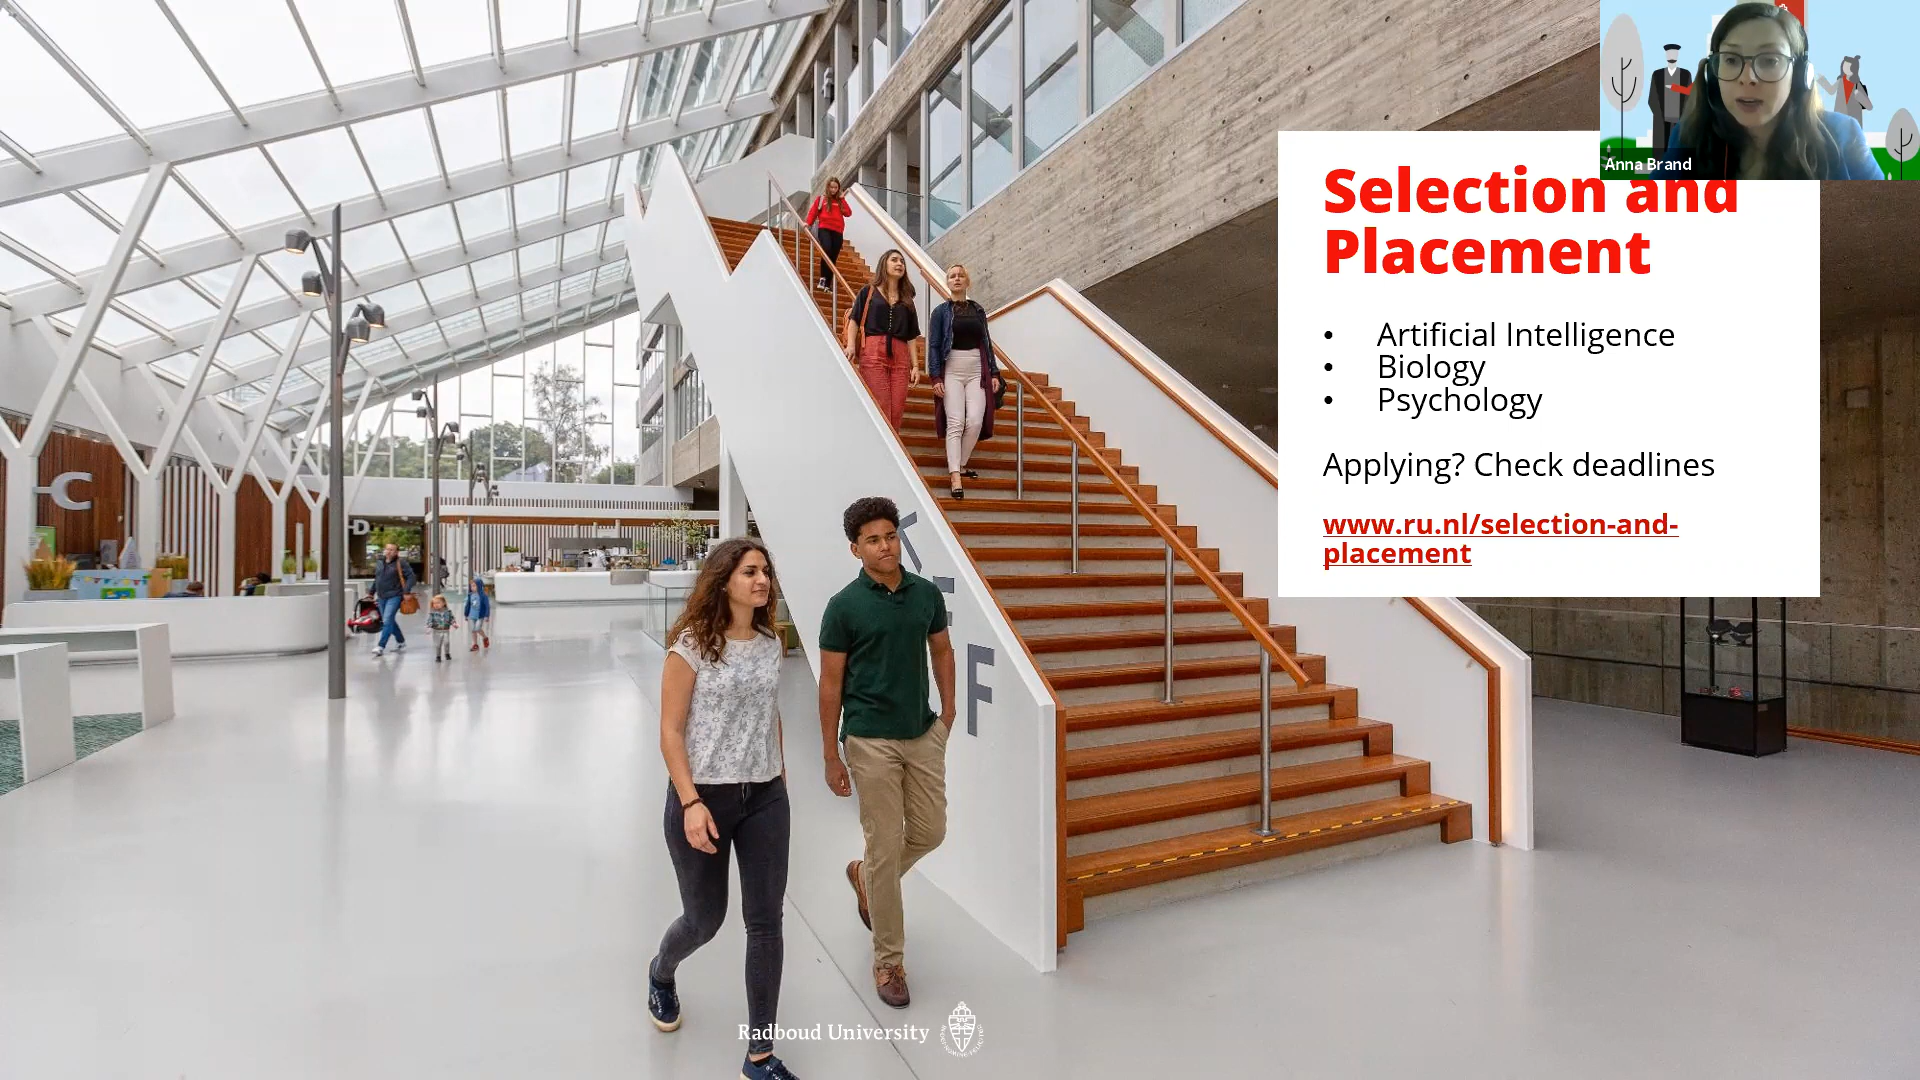 Anna Brand
Selection and
Placement
• Artificial Intelligence
• Biology
• Psychology
Applying? Check deadlines
www.ru.nl/selection-and-
placement
C
D
K
E
F
Radboud University